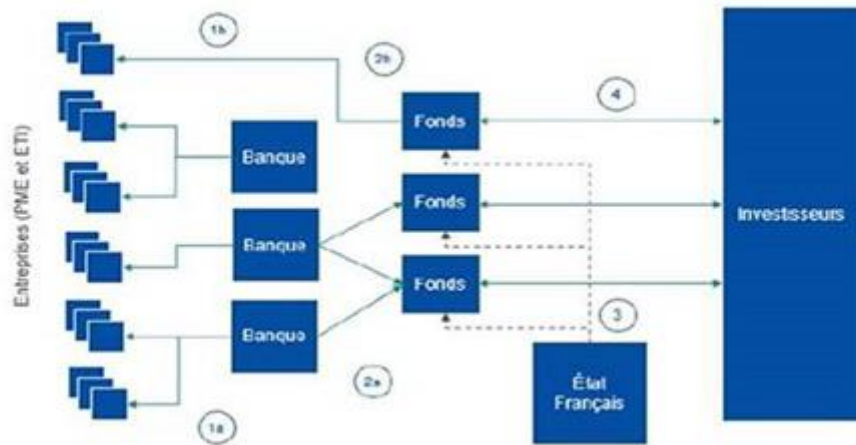 1b
2b
4
Fonds
Banque
Fonds
Investisseurs
Banque
Fonds
Entreprises (PME et ETI)
Banque
3
2a
État
Français
1a